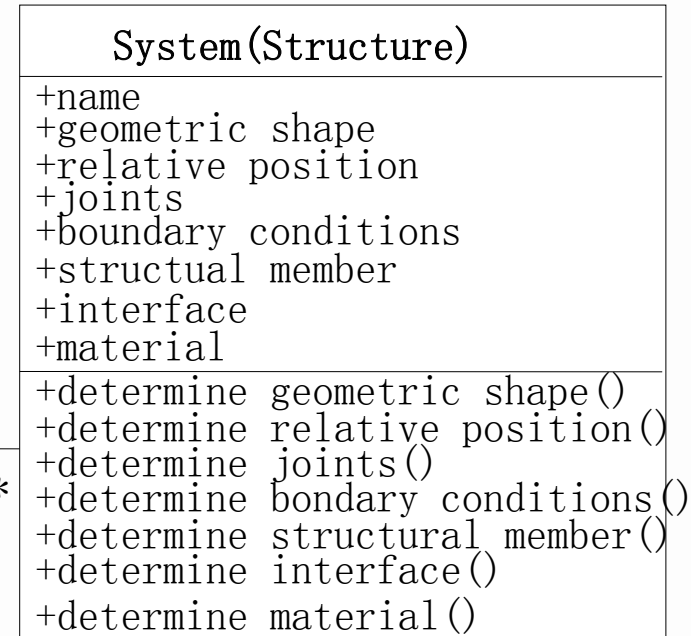 System(Structure)
+name
+geometric shape
+relative position
+joints
+boundary conditions
+structual member
+interface
+material
+determine geometric shape()
+determine relative position()
+determine joints()
*
+determine bondary conditions()
+determine structural member()
+determine interface()
+determine material()